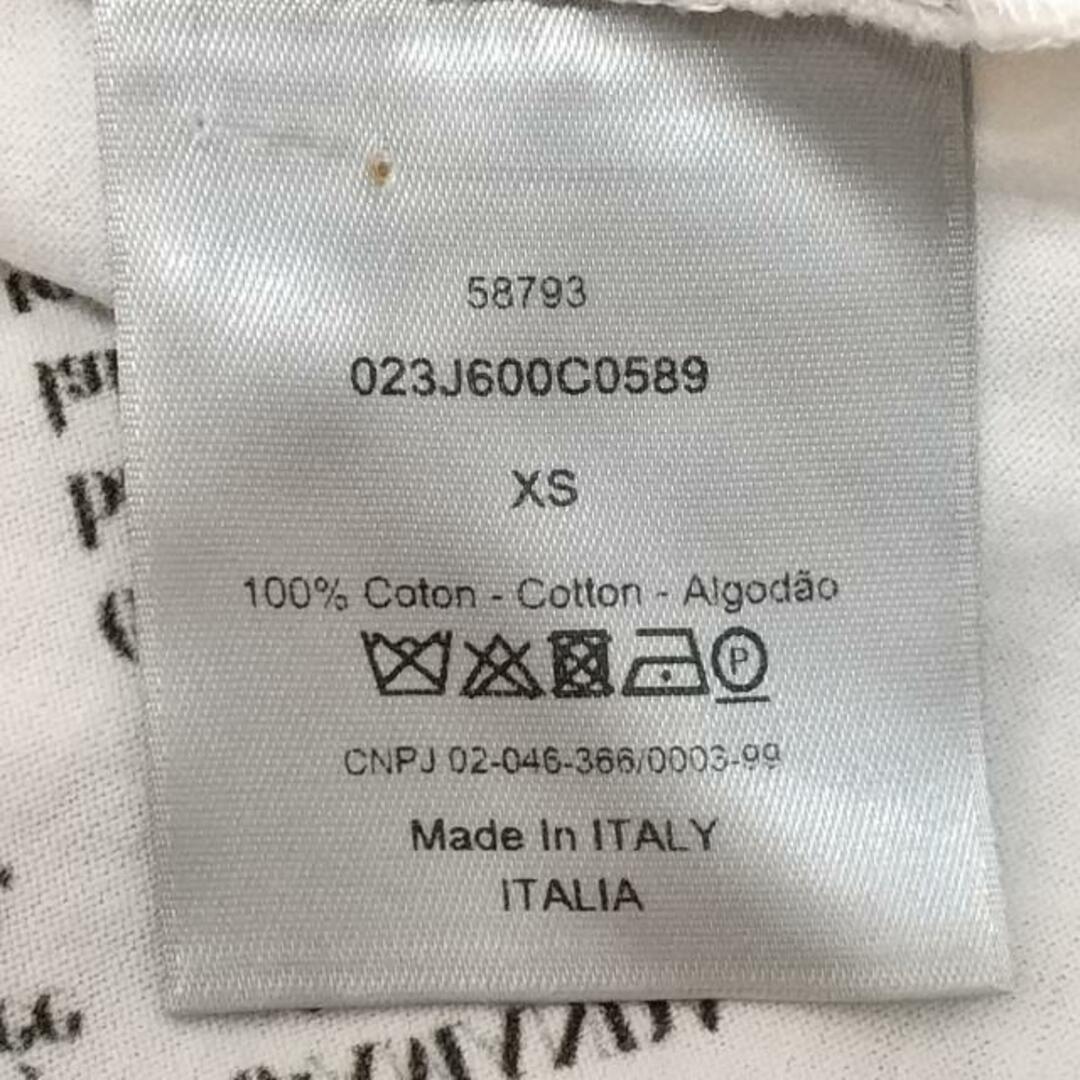 58793
023J600C0589
XS
100% Coton - Cotton - Algodão
P
CNPJ 02-046-366/0003-99
Made In ITALY
ITALIA